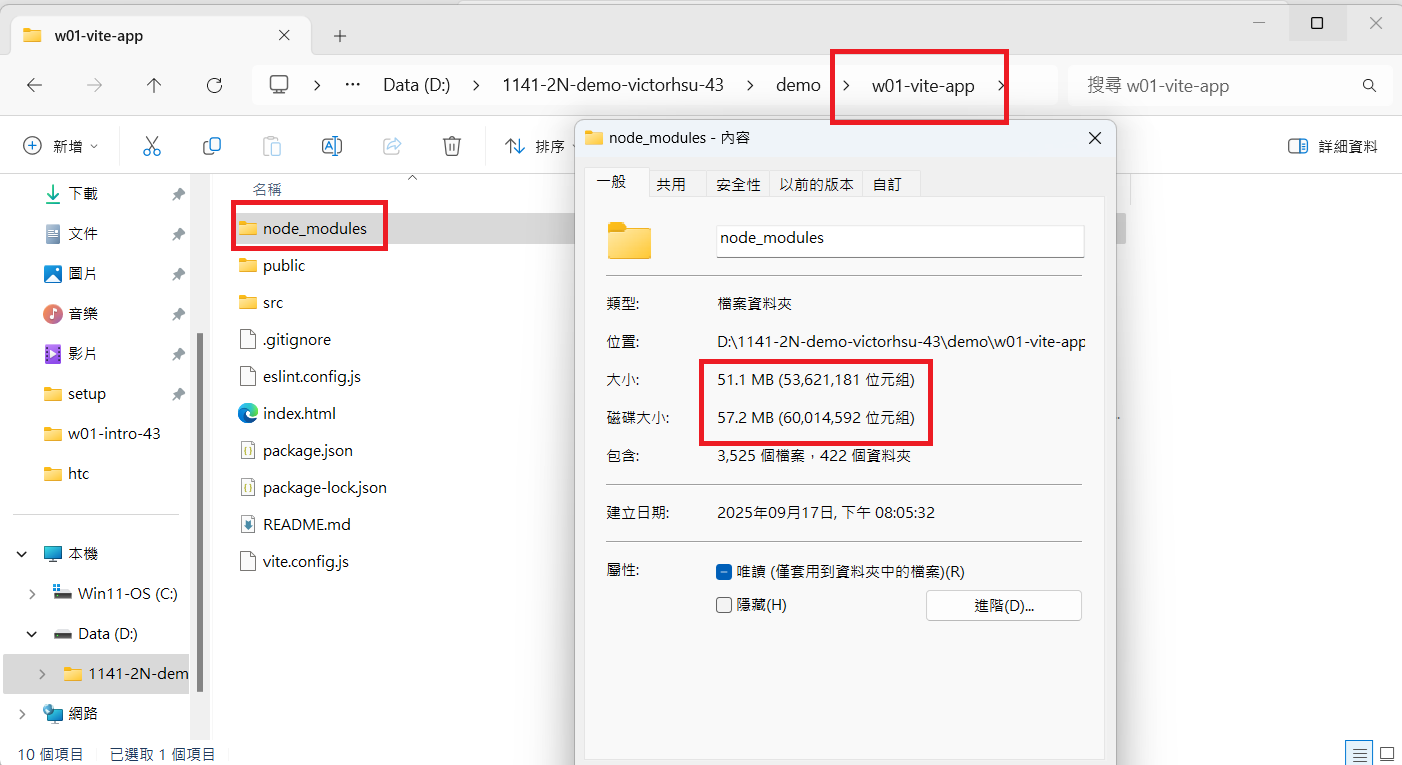 w01-vite-app
Data (D:)
1141-2N-demo-victorhsu-43
demo
w01-vite-app
搜尋 w01-vite-app
新增
排序
詳細資料
下載
文件
圖片
音樂
影片
setup
w01-intro-43
htc
本機
Win11-OS (C:)
Data (D:)
1141-2N-dem
網路
名稱
node_modules
public
src
.gitignore
eslint.config.js
index.html
package.json
package-lock.json
README.md
vite.config.js
node_modules - 內容
一般 共用 安全性 以前的版本 自訂
node_modules
類型: 檔案資料夾
位置: D:\1141-2N-demo-victorhsu-43\demo\w01-vite-app
大小: 51.1 MB (53,621,181 位元組)
磁碟大小: 57.2 MB (60,014,592 位元組)
包含: 3,525 個檔案，422 個資料夾
建立日期: 2025年09月17日, 下午 08:05:32
屬性: 唯讀 (僅套用到資料夾中的檔案)(R)
隱藏(H) 進階(D)...
10 個項目 已選取 1 個項目